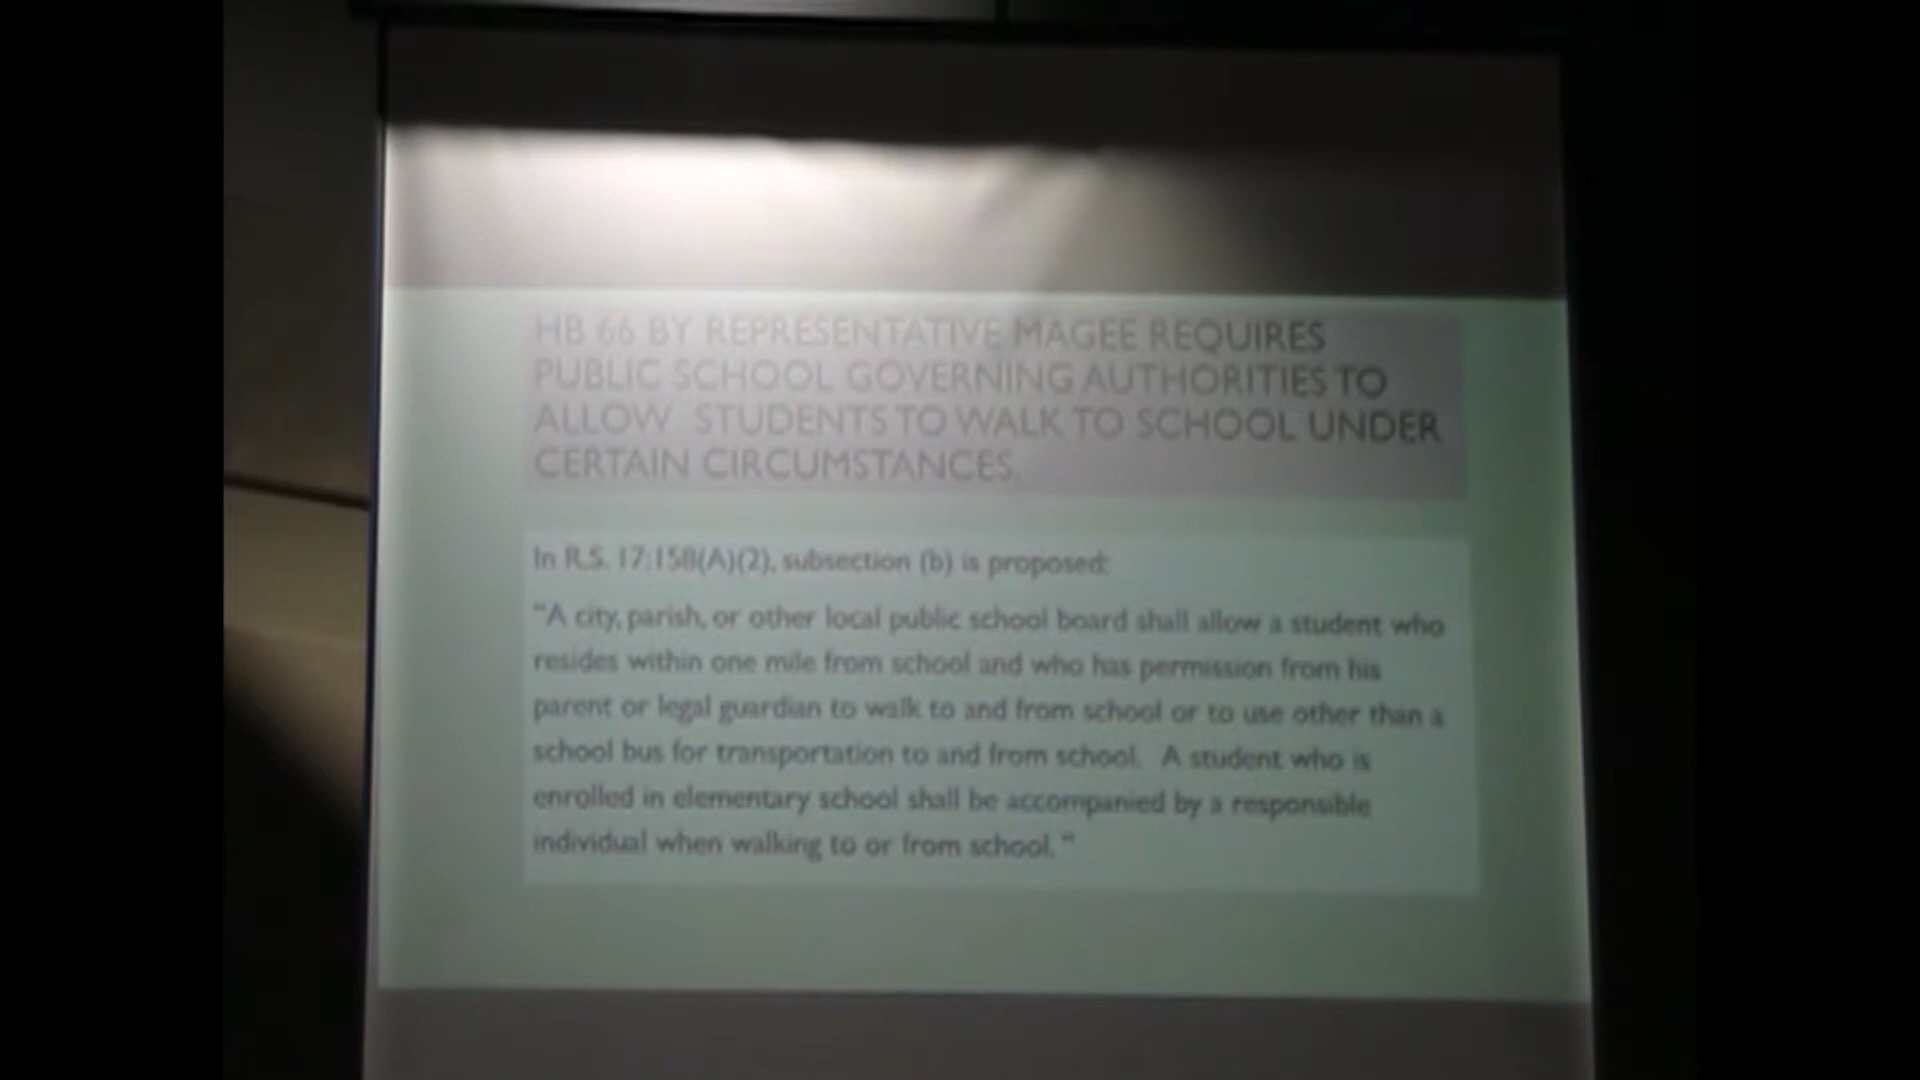 HB 66 BY REPRESENTATIVE MAGEE REQUIRES
PUBLIC SCHOOL GOVERNING AUTHORITIES TO
ALLOW STUDENTS TO WALK TO SCHOOL UNDER
CERTAIN CIRCUMSTANCES.
In R.S. 17:158(A)(2), subsection (b) is proposed:
“A city, parish, or other local public school board shall allow a student who
resides within one mile from school and who has permission from his
parent or legal guardian to walk to and from school or to use other than a
school bus for transportation to and from school. A student who is
enrolled in elementary school shall be accompanied by a responsible
individual when walking to or from school.”